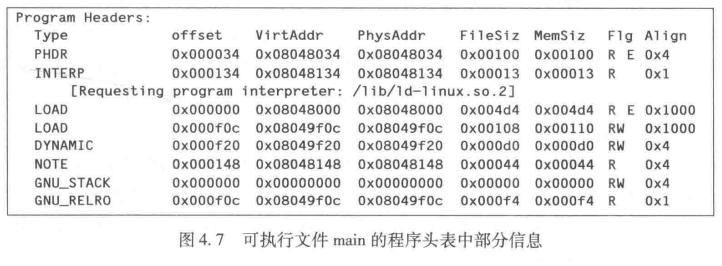 Program Headers:
Type offset VirtAddr PhysAddr FileSiz MemSiz Flg Align
PHDR 0x000034 0x08048034 0x08048034 0x00100 0x00100 R E 0x4
INTERP 0x000134 0x08048134 0x08048134 0x00013 0x00013 R 0x1
[Requesting program interpreter: /lib/ld-linux.so.2]
LOAD 0x000000 0x08048000 0x08048000 0x004d4 0x004d4 R E 0x1000
LOAD 0x000f0c 0x08049f0c 0x08049f0c 0x00108 0x00110 RW 0x1000
DYNAMIC 0x000f20 0x08049f20 0x08049f20 0x000d0 0x000d0 RW 0x4
NOTE 0x000148 0x08048148 0x08048148 0x00044 0x00044 R 0x4
GNU_STACK 0x000000 0x00000000 0x00000000 0x00000 0x00000 RW 0x4
GNU_RELRO 0x000f0c 0x08049f0c 0x08049f0c 0x000f4 0x000f4 R 0x1
图 4.7 可执行文件 main 的程序头表中部分信息